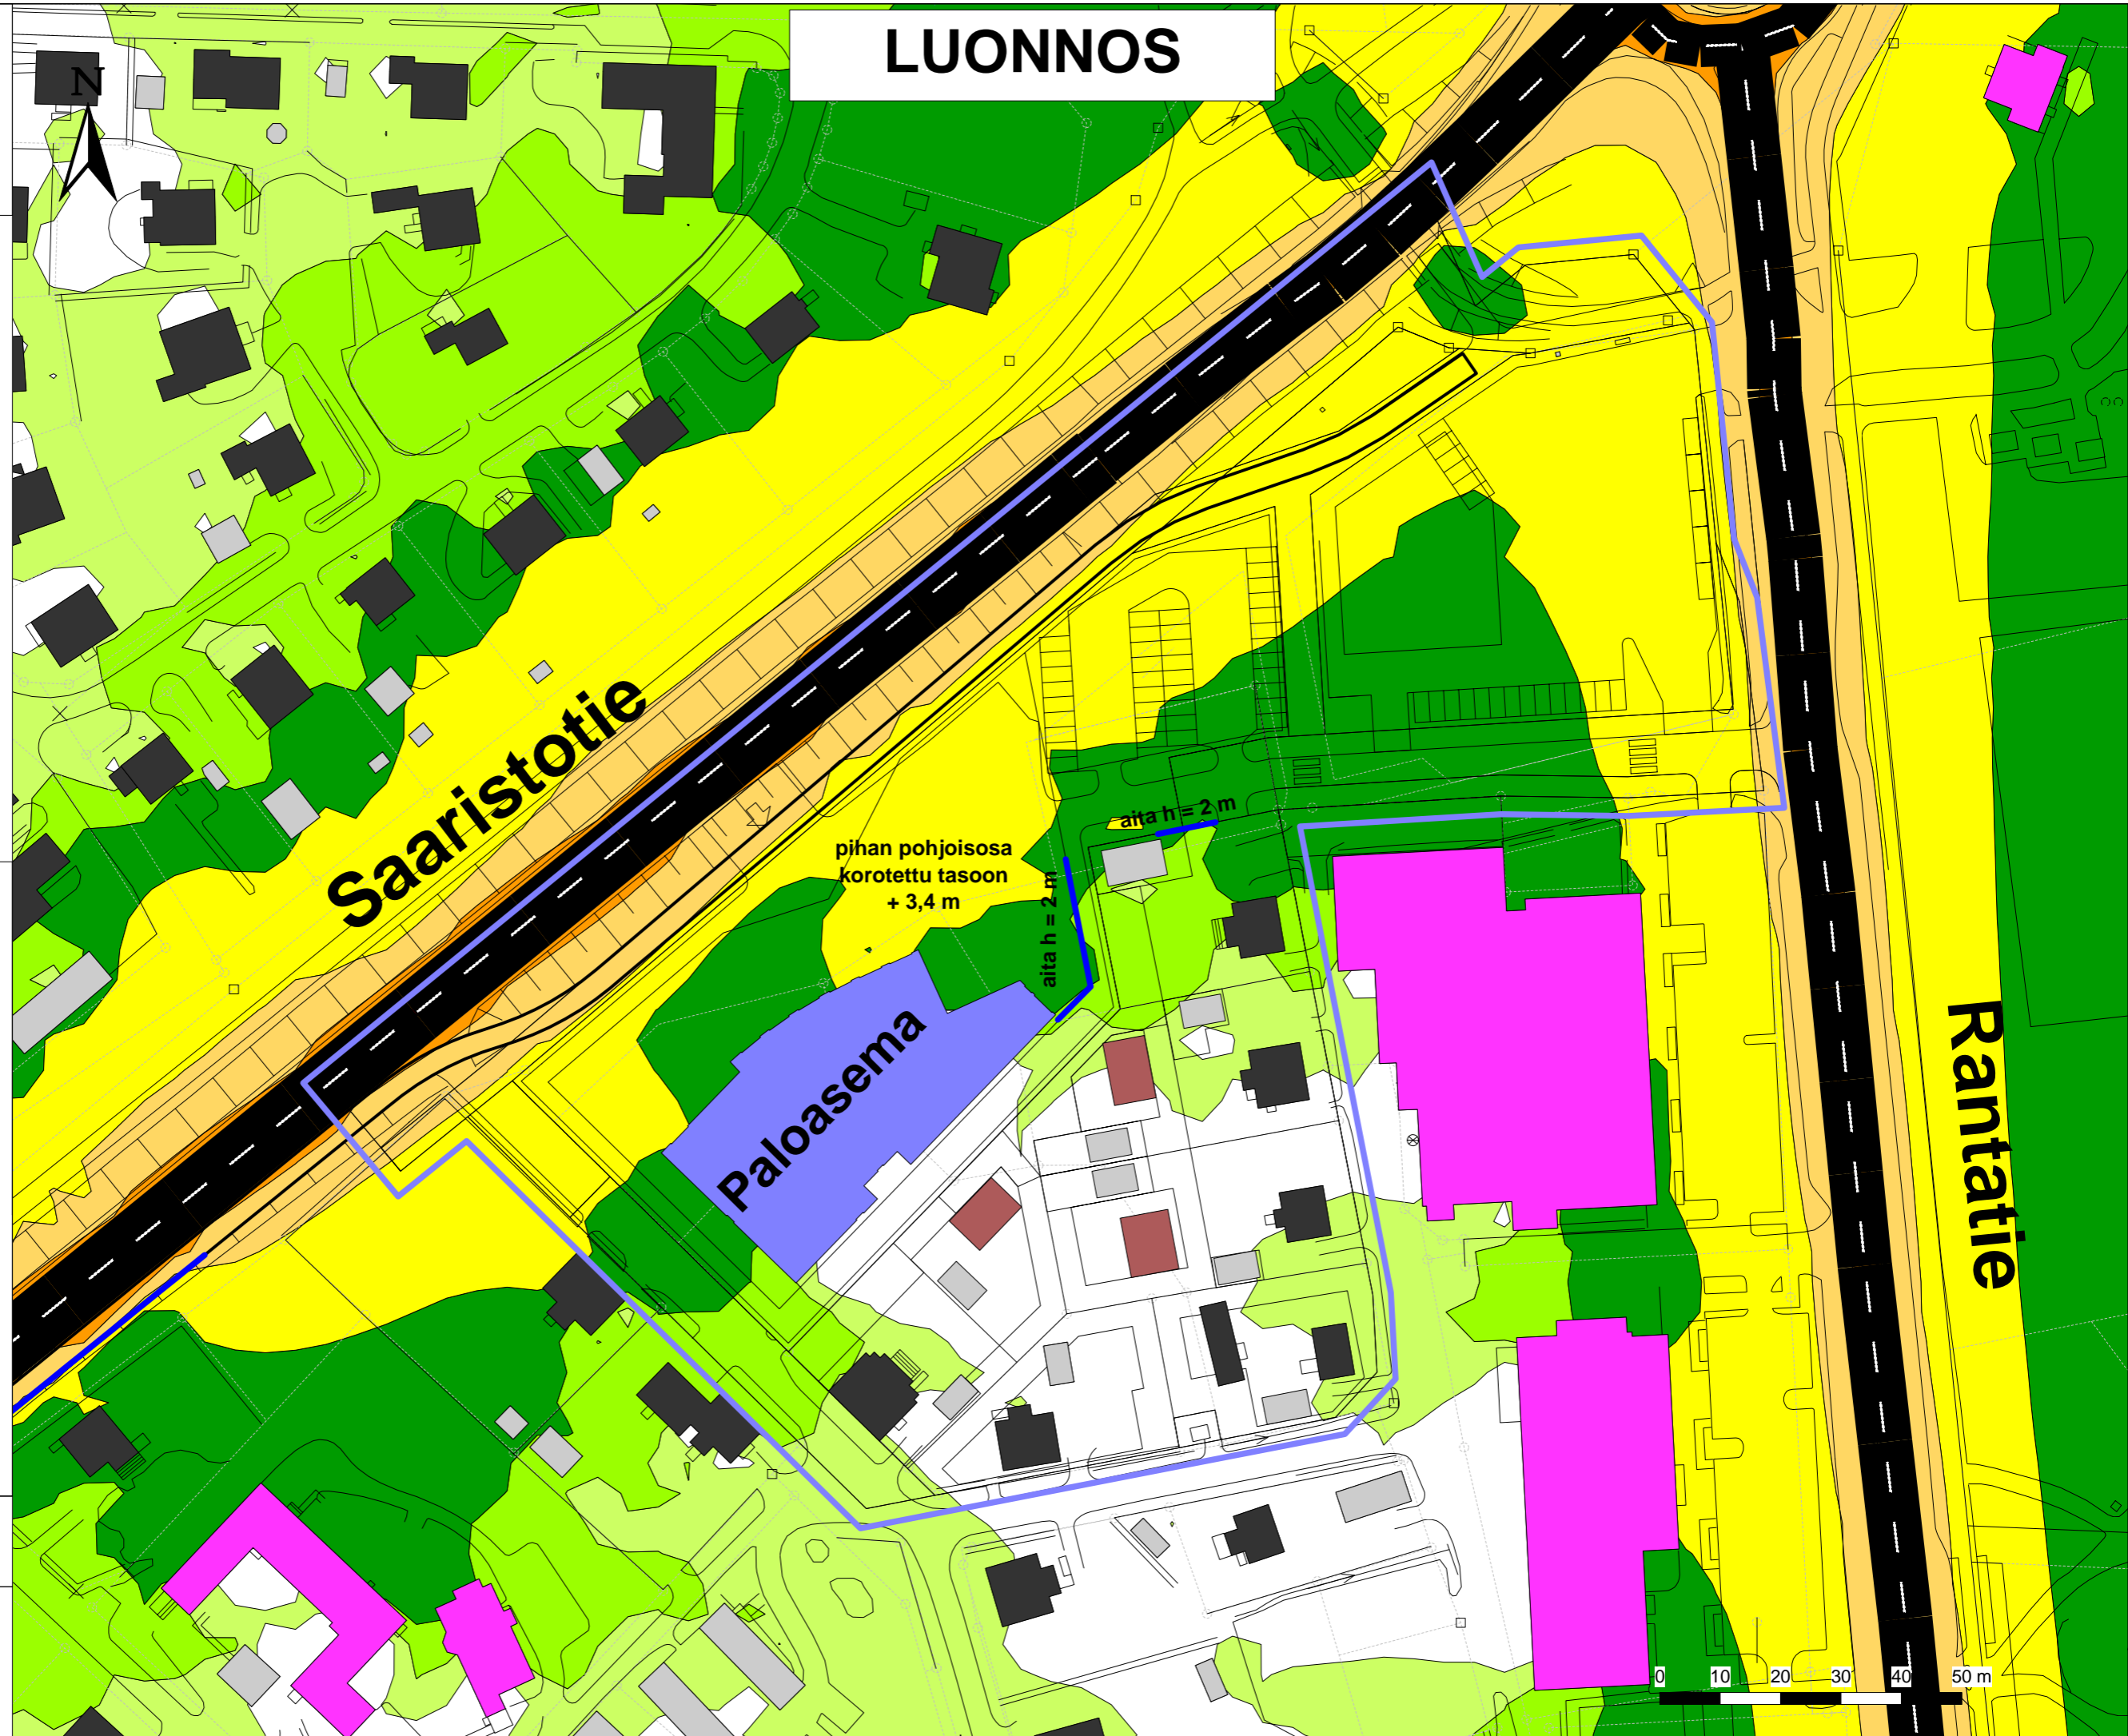 LUONNOS
N
Saaristotie
aita h = 2 m
pihan pohjoisosa
korotettu tasoon
+ 3,4 m
aita h = 2 m
Paloasema
Rantatie
0 10 20 30 40 50 m